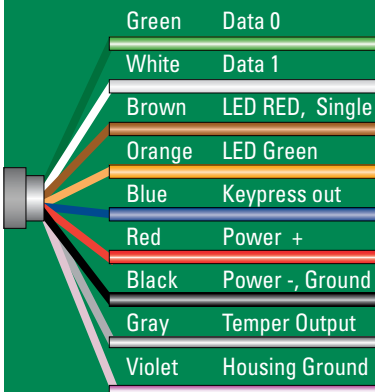 Green Data 0
White Data 1
Brown LED RED, Single
Orange LED Green
Blue Keypress out
Red Power +
Black Power -, Ground
Gray Temper Output
Violet Housing Ground